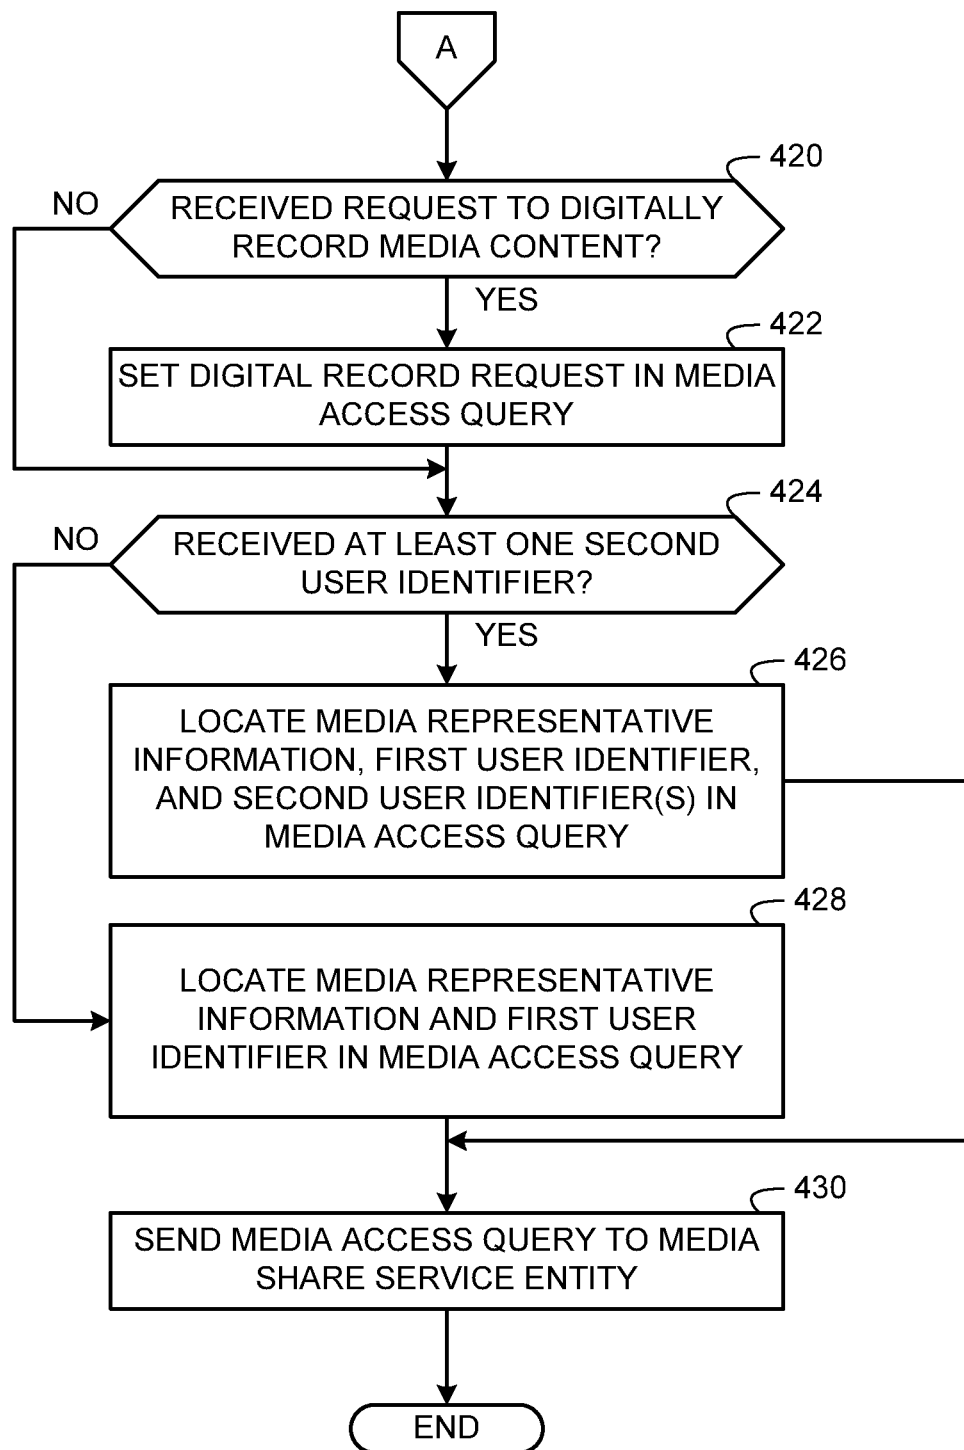 A
420
NO
RECEIVED REQUEST TO DIGITALLY
RECORD MEDIA CONTENT?
YES
422
SET DIGITAL RECORD REQUEST IN MEDIA
ACCESS QUERY
424
NO
RECEIVED AT LEAST ONE SECOND
USER IDENTIFIER?
YES
426
LOCATE MEDIA REPRESENTATIVE
INFORMATION, FIRST USER IDENTIFIER,
AND SECOND USER IDENTIFIER(S) IN
MEDIA ACCESS QUERY
428
LOCATE MEDIA REPRESENTATIVE
INFORMATION AND FIRST USER
IDENTIFIER IN MEDIA ACCESS QUERY
430
SEND MEDIA ACCESS QUERY TO MEDIA
SHARE SERVICE ENTITY
END